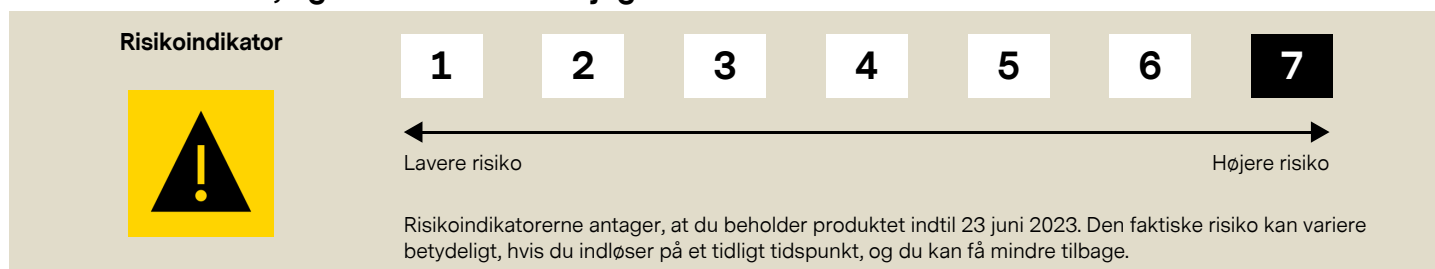 Risikoindikator
1 2 3 4 5 6 7
Lavere risiko Højere risiko
Risikoindikatorerne antager, at du beholder produktet indtil 23 juni 2023. Den faktiske risiko kan variere
betydeligt, hvis du indløser på et tidligt tidspunkt, og du kan få mindre tilbage.